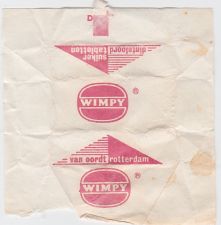 D
suiker
tabletten
dinteloord
WIMPY
®
van oordt rotterdam
WIMPY
®